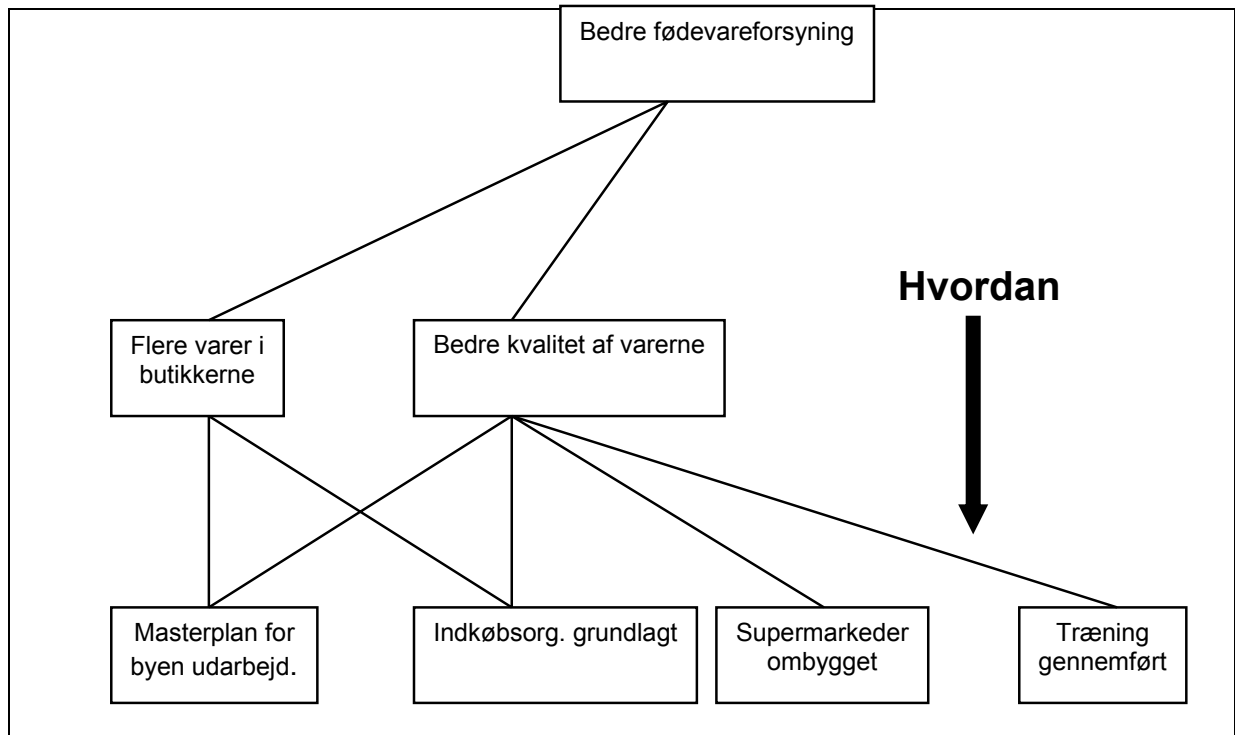 Bedre fødevareforsyning
Hvordan
Flere varer i
butikkerne
Bedre kvalitet af varerne
Masterplan for
byen udarbejd.
Indkøbsorg. grundlagt
Supermarkeder
ombygget
Træning
gennemført